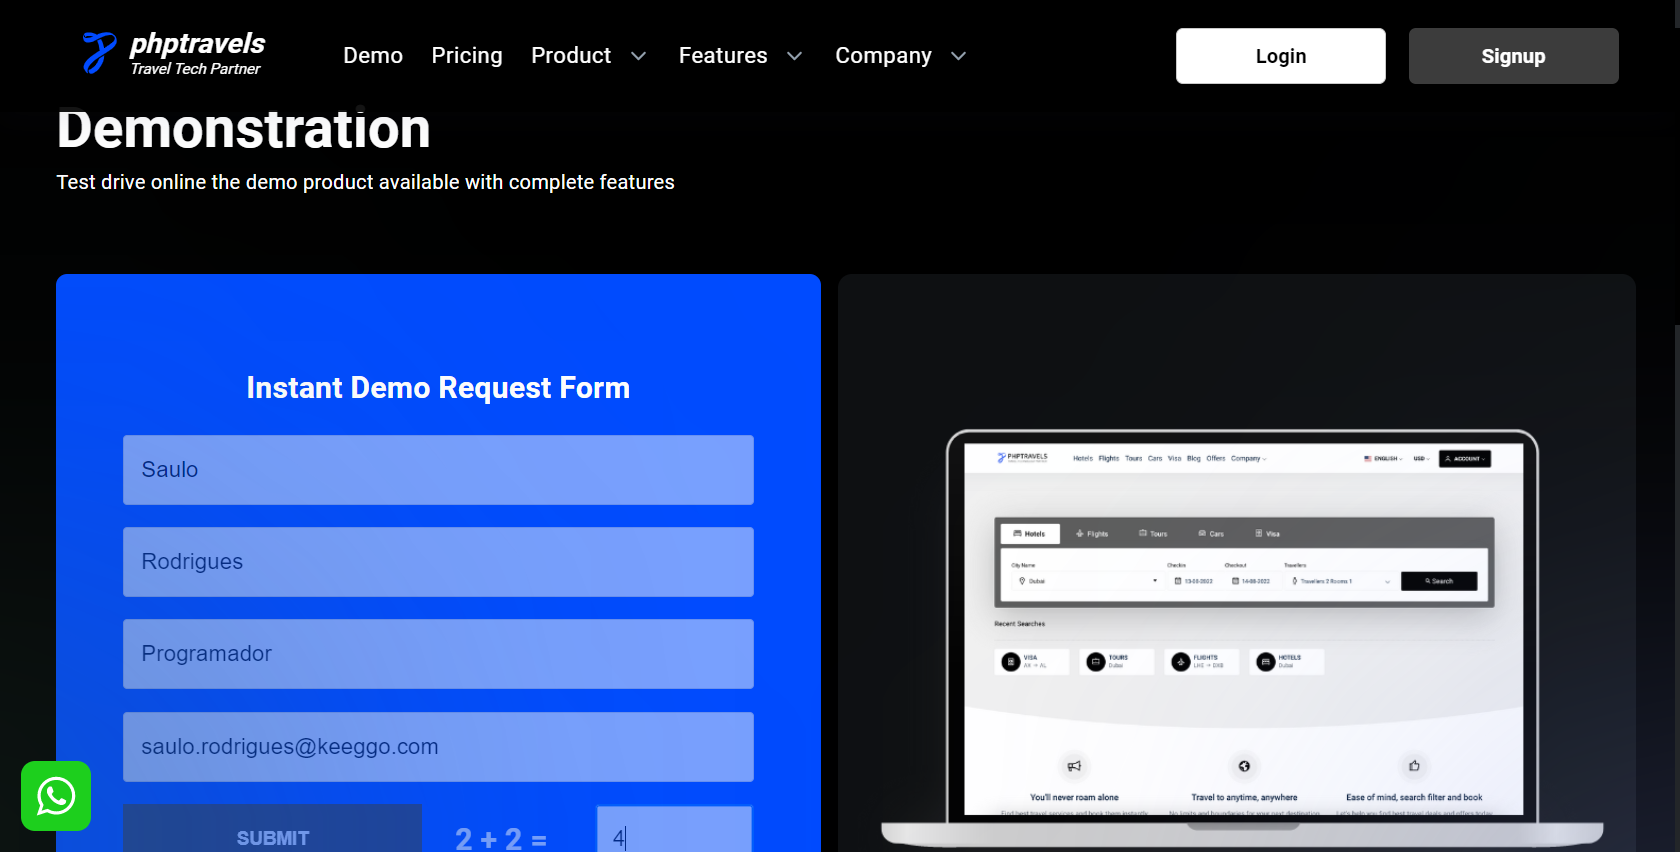 phptravels
Travel Tech Partner
Demo Pricing Product Features Company
Login
Signup
Demonstration
Test drive online the demo product available with complete features
Instant Demo Request Form
Saulo
Rodrigues
Programador
saulo.rodrigues@keeggo.com
SUBMIT
2 + 2 =
4
PHPTRAVELS
Hotels Flights Tours Cars Visa Blog Offers Company
ENGLISH USD ACCOUNT
Hotels Flights Tours Cars Visa
City Name Checkin Checkout Travellers
Dubai 13-08-2022 14-08-2022 Travellers 2 Rooms 1 Search
Recent Searches
VISA
TOURS
Dubai
FLIGHTS
LHE → DXB
HOTELS
Dubai
You'll never roam alone
Travel to anytime, anywhere
Ease of mind, search filter and book